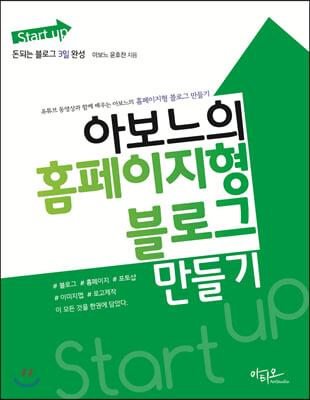 Start up
돈되는 블로그 3일 완성 아보느 윤호찬 지음
유튜브 동영상과 함께 배우는 아보느의 홈페이지형 블로그 만들기
아보느의
홈페이지형
블로그
만들기
# 블로그 # 홈페이지 # 포토샵
# 이미지맵 # 로고제작
이 모든 것을 한권에 담았다.
Start up
아티오
ArtStudio